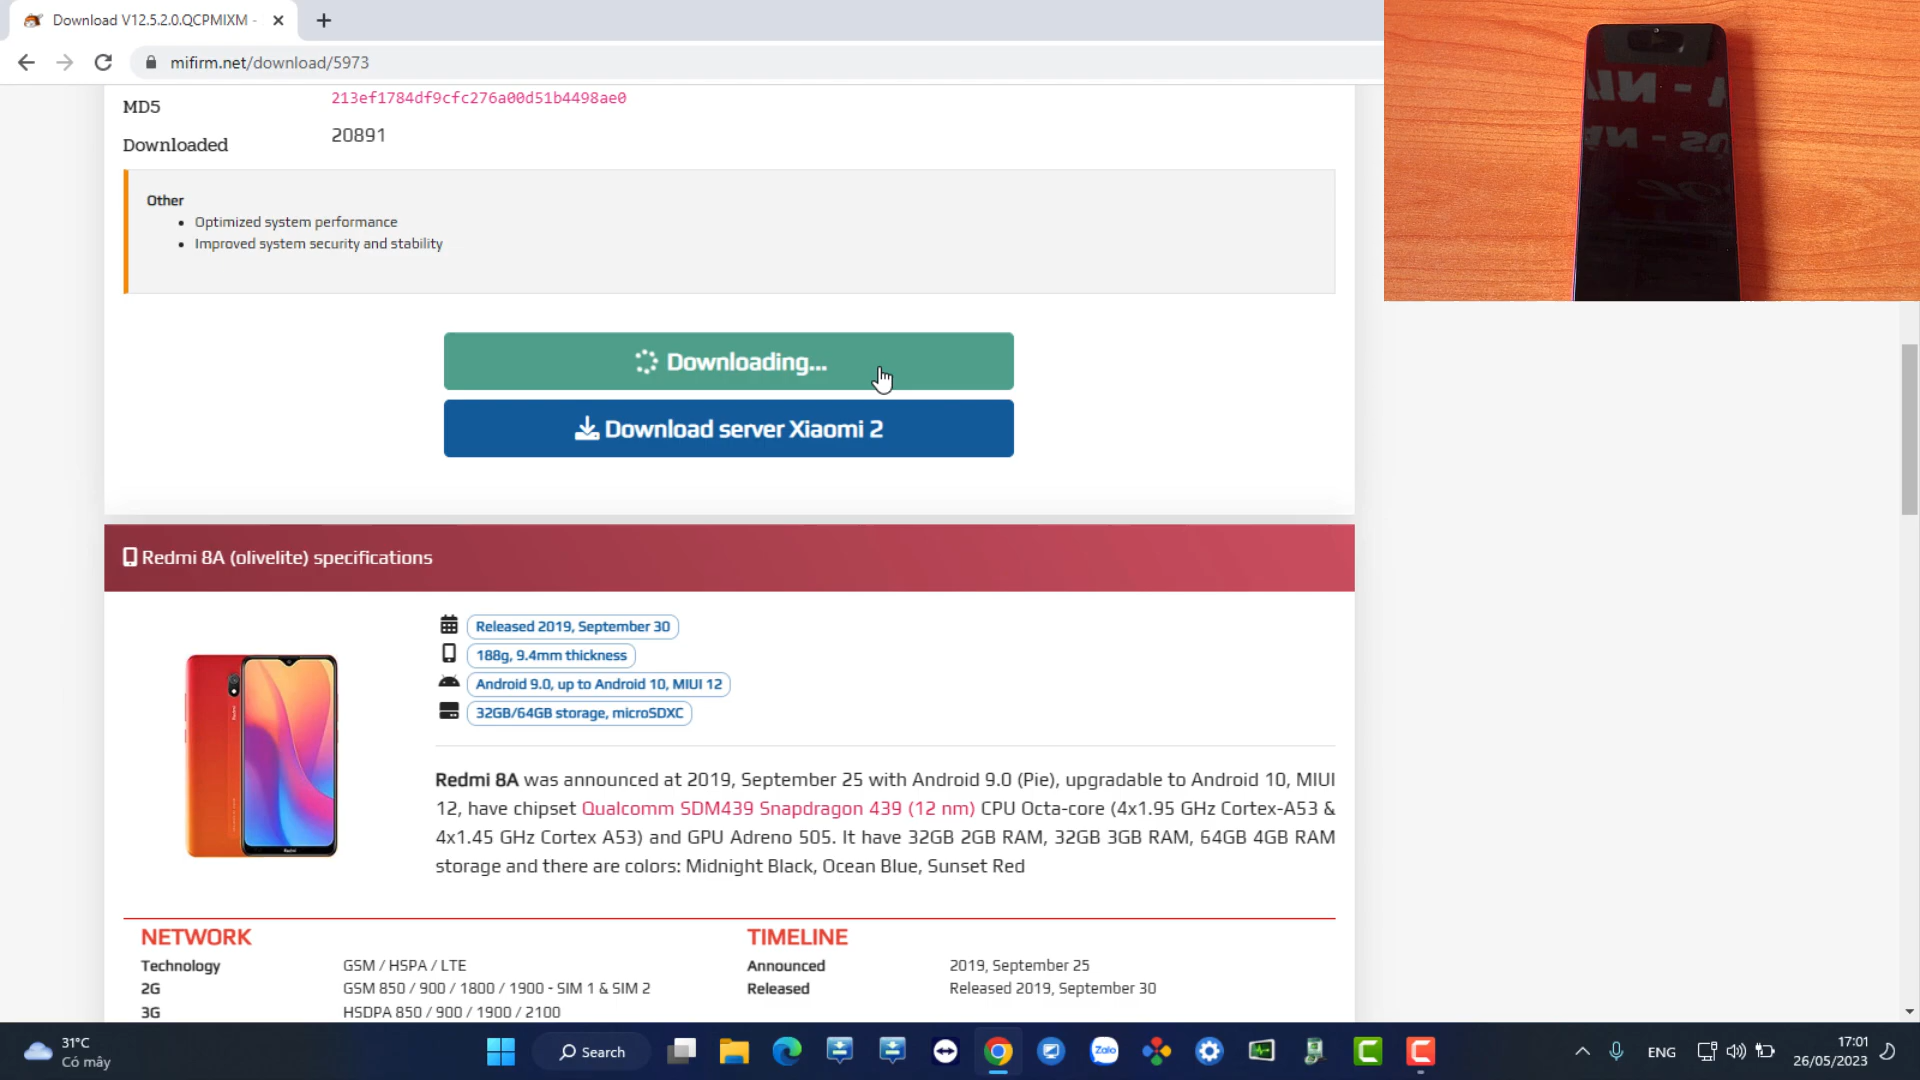 Download V12.5.2.0.QCPMIXM -
mifirm.net/download/5973
MD5
213ef1784df9cfc276a00d51b4498ae0
Downloaded
20891
Other
Optimized system performance
Improved system security and stability
Downloading...
Download server Xiaomi 2
Redmi 8A (olivelite) specifications
Released 2019, September 30
188g, 9.4mm thickness
Android 9.0, up to Android 10, MIUI 12
32GB/64GB storage, microSDXC
Redmi 8A was announced at 2019, September 25 with Android 9.0 (Pie), upgradable to Android 10, MIUI
12, have chipset Qualcomm SDM439 Snapdragon 439 (12 nm) CPU Octa-core (4x1.95 GHz Cortex-A53 &
4x1.45 GHz Cortex A53) and GPU Adreno 505. It have 32GB 2GB RAM, 32GB 3GB RAM, 64GB 4GB RAM
storage and there are colors: Midnight Black, Ocean Blue, Sunset Red
NETWORK
Technology GSM / HSPA / LTE
2G GSM 850 / 900 / 1800 / 1900 - SIM 1 & SIM 2
3G HSDPA 850 / 900 / 1900 / 2100
TIMELINE
Announced 2019, September 25
Released Released 2019, September 30
31°C
Có mây
Search
Zalo
ENG
17:01
26/05/2023